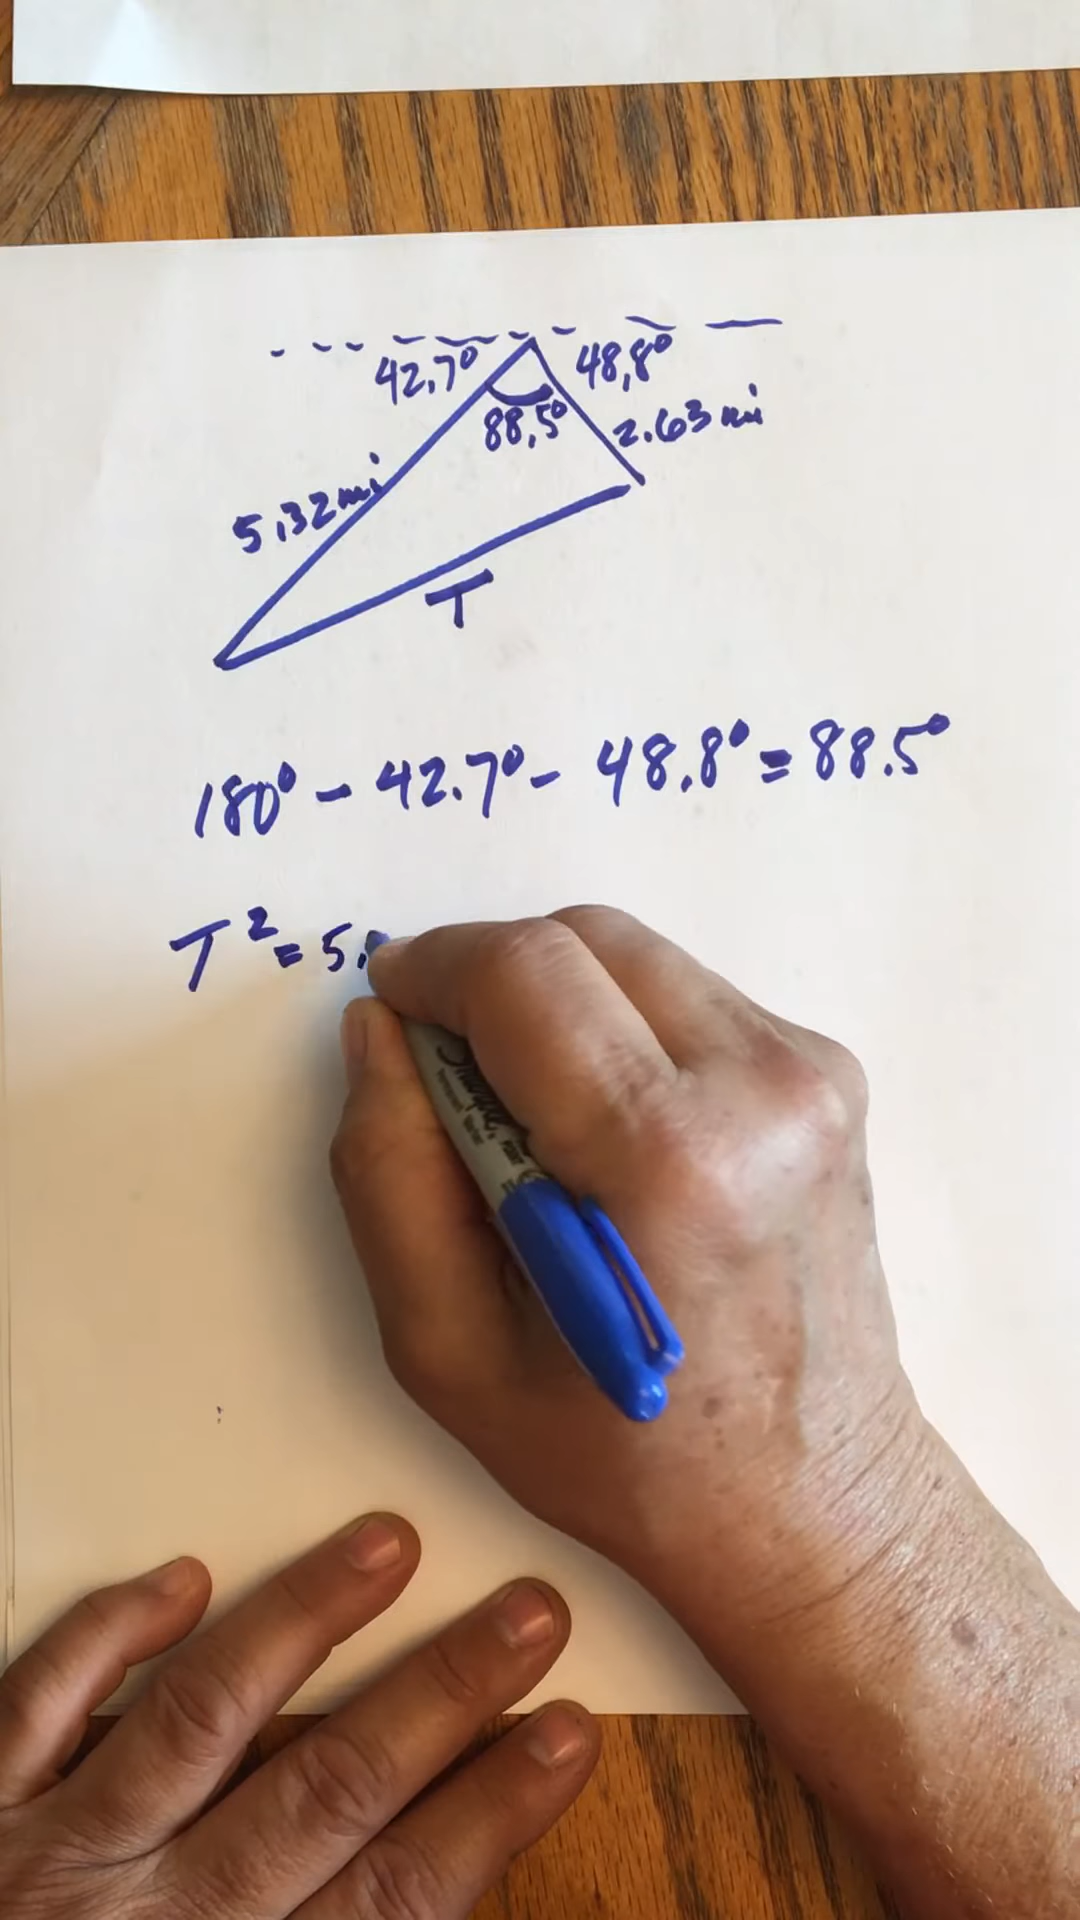 42.7° 48.8°
88.5° 2.63 mi
5.32 mi
T
180° - 42.7° - 48.8° = 88.5°
T² = 5.
Sharpie